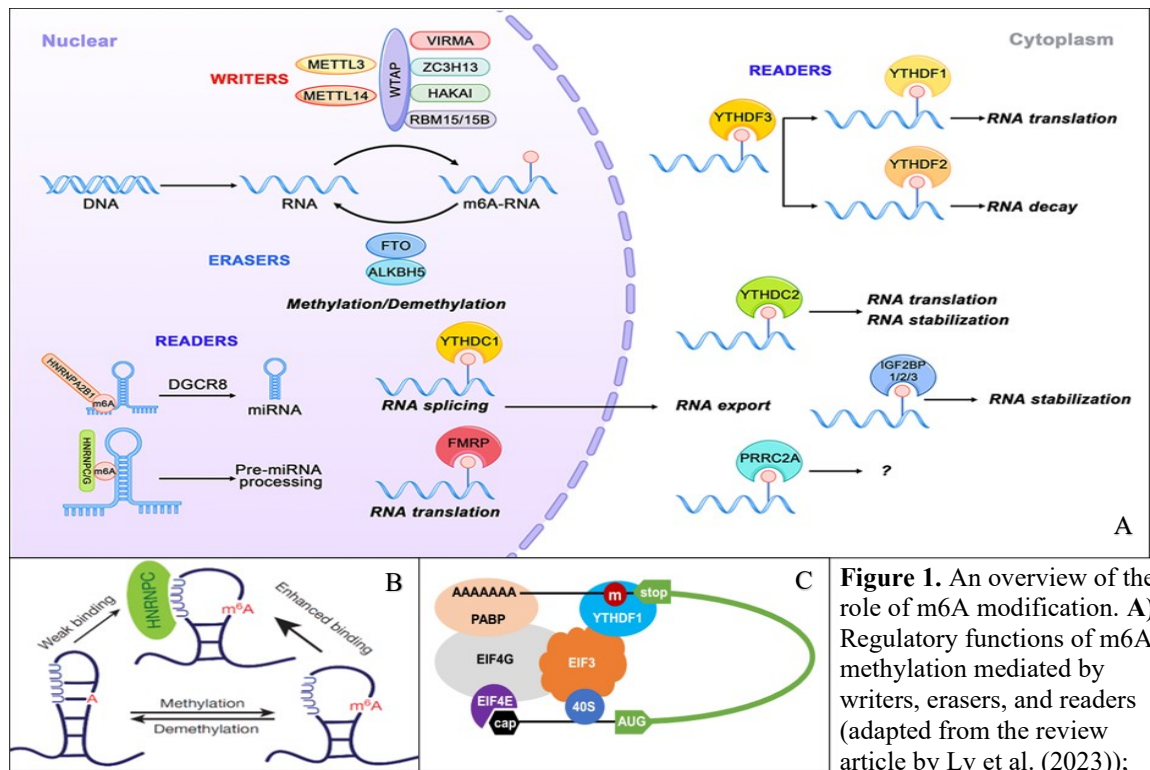 Nuclear
Cytoplasm
WRITERS
METTL3
METTL14
WTAP
VIRMA
ZC3H13
HAKAI
RBM15/15B
DNA
RNA
m6A-RNA
ERASERS
FTO
ALKBH5
Methylation/Demethylation
READERS
HNRNPA2B1
m6A
DGCR8
miRNA
HNRNPC/G
m6A
Pre-miRNA
processing
YTHDC1
RNA splicing
FMRP
RNA translation
READERS
YTHDF3
YTHDF1
RNA translation
YTHDF2
RNA decay
YTHDC2
RNA translation
RNA stabilization
IGF2BP
1/2/3
RNA stabilization
RNA export
PRRC2A
?
A
B
HNRNPC
Weak binding
m6A
Enhanced binding
A
Methylation
Demethylation
m6A
C
AAAAAAA
PABP
m
stop
YTHDF1
EIF4G
EIF3
EIF4E
cap
40S
AUG
Figure 1. An overview of the
role of m6A modification. A)
Regulatory functions of m6A
methylation mediated by
writers, erasers, and readers
(adapted from the review
article by Lv et al. (2023));